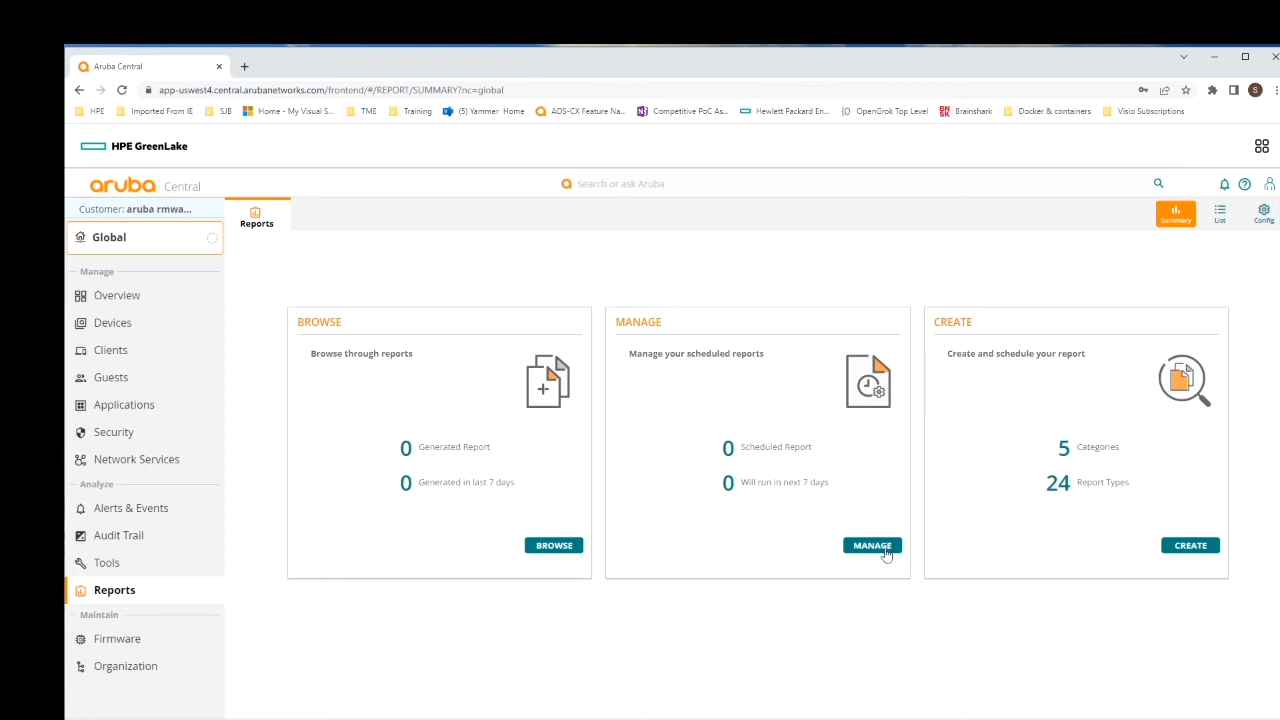 Aruba Central
app-uswest4.central.arubanetworks.com/frontend/#/REPORT/SUMMARY?nc=global
S
HPE
Imported From IE
SJB
Home - My Visual S...
TME
Training
(5) Yammer Home
AOS-CX Feature Na...
Competitive PoC As...
Hewlett Packard En...
OpenGrok Top Level
Brainshark
Docker & containers
Visio Subscriptions
HPE GreenLake
aruba Central
Search or ask Aruba
Customer: aruba rmwa...
Reports
Summary
List
Config
Global
Manage
Overview
Devices
Clients
Guests
Applications
Security
Network Services
Analyze
Alerts & Events
Audit Trail
Tools
Reports
Maintain
Firmware
Organization
BROWSE
Browse through reports
0 Generated Report
0 Generated in last 7 days
BROWSE
MANAGE
Manage your scheduled reports
0 Scheduled Report
0 Will run in next 7 days
MANAGE
CREATE
Create and schedule your report
5 Categories
24 Report Types
CREATE